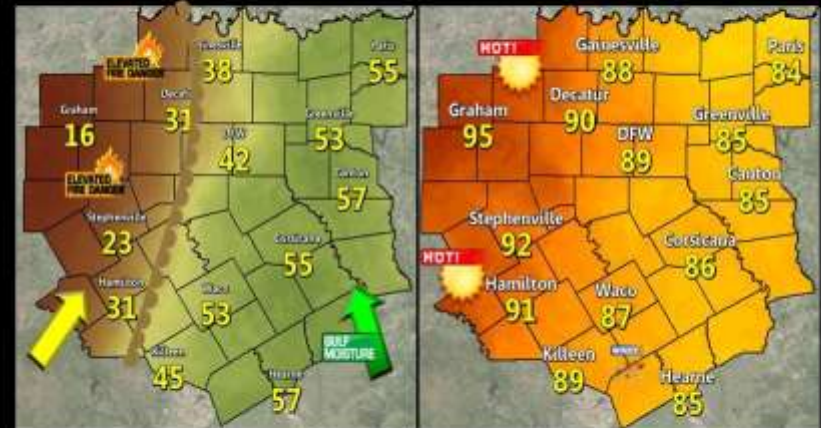 Gainesville
38
Paris
55
ELEVATED
FIRE DANGER
Decatur
31
Graham
16
Greenville
53
DFW
42
ELEVATED
FIRE DANGER
Canton
57
Stephenville
23
Corsicana
55
Hamilton
31
Waco
53
GULF
MOISTURE
Killeen
45
Hearne
57
HOT!
Gainesville
88
Paris
84
Graham
95
Decatur
90
Greenville
85
DFW
89
Canton
85
Stephenville
92
Corsicana
86
HOT!
Hamilton
91
Waco
87
Killeen
89
WINDY
Hearne
85